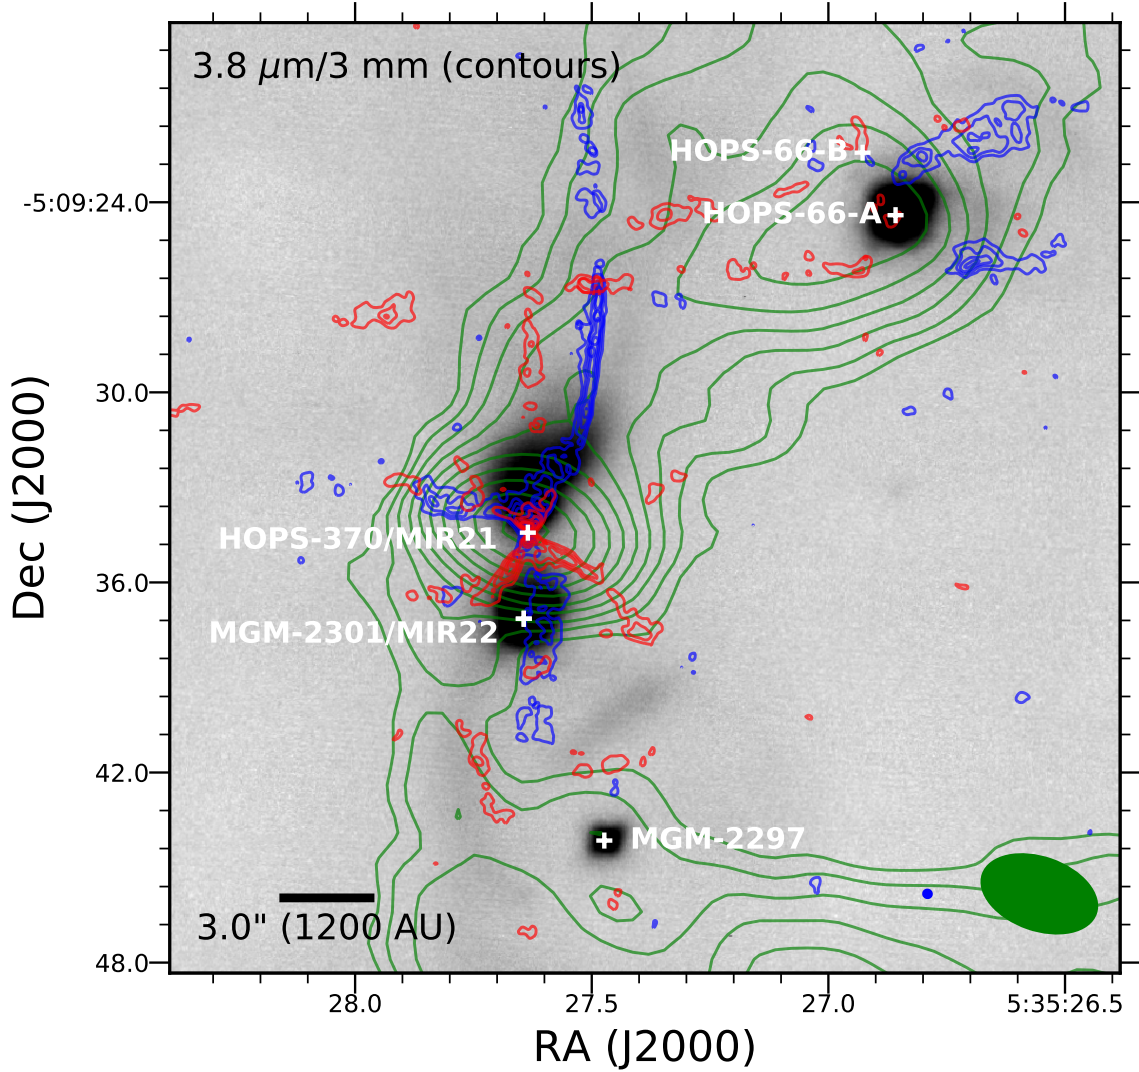 3.8 μm/3 mm (contours)
HOPS-66-B
-5:09:24.0
HOPS-66-A
30.0
HOPS-370/MIR21
36.0
MGM-2301/MIR22
42.0
MGM-2297
3.0" (1200 AU)
48.0
28.0 27.5 27.0 5:35:26.5
RA (J2000)
Dec (J2000)